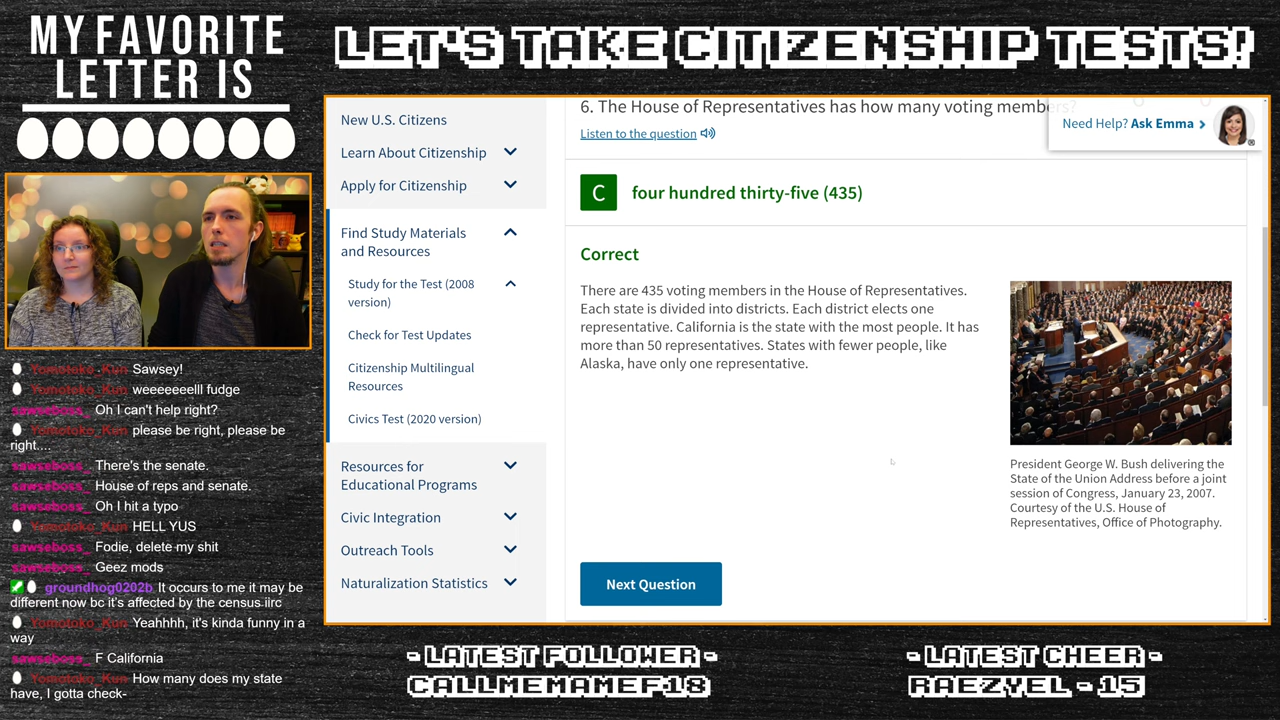 MY FAVORITE
LETTER IS
LET'S TAKE CITIZENSHIP TESTS!
New U.S. Citizens
Learn About Citizenship
Apply for Citizenship
Find Study Materials
and Resources
Study for the Test (2008
version)
Check for Test Updates
Citizenship Multilingual
Resources
Civics Test (2020 version)
Resources for
Educational Programs
Civic Integration
Outreach Tools
Naturalization Statistics
6. The House of Representatives has how many voting members?
Listen to the question
Need Help? Ask Emma
C four hundred thirty-five (435)
Correct
There are 435 voting members in the House of Representatives.
Each state is divided into districts. Each district elects one
representative. California is the state with the most people. It has
more than 50 representatives. States with fewer people, like
Alaska, have only one representative.
President George W. Bush delivering the
State of the Union Address before a joint
session of Congress, January 23, 2007.
Courtesy of the U.S. House of
Representatives, Office of Photography.
Next Question
Yomotoko_Kun Sawsey!
Yomotoko_Kun weeeeeeelll fudge
sawseboss_ Oh I can't help right?
Yomotoko_Kun please be right, please be
right....
sawseboss_ There's the senate.
sawseboss_ House of reps and senate.
sawseboss_ Oh I hit a typo
Yomotoko_Kun HELL YUS
sawseboss_ Fodie, delete my shit
sawseboss_ Geez mods
groundhog0202b It occurs to me it may be
different now bc it's affected by the census iirc
Yomotoko_Kun Yeahhhh, it's kinda funny in a
way
sawseboss_ F California
Yomotoko_Kun How many does my state
have, I gotta check-
- LATEST FOLLOWER -
CALLMEMAMEF18
- LATEST CHEER -
RAEZYEL - 15